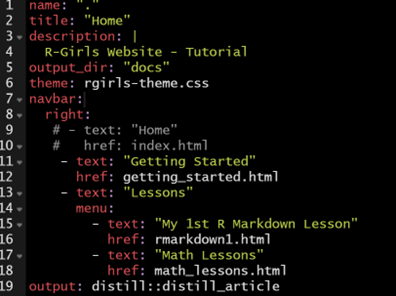 1 name: "."
2 title: "Home"
3 description: |
4   R-Girls Website - Tutorial
5 output_dir: "docs"
6 theme: rgirls-theme.css
7 navbar:
8   right:
9    # - text: "Home"
10    #   href: index.html
11     - text: "Getting Started"
12       href: getting_started.html
13     - text: "Lessons"
14       menu:
15         - text: "My 1st R Markdown Lesson"
16           href: rmarkdown1.html
17         - text: "Math Lessons"
18           href: math_lessons.html
19 output: distill::distill_article